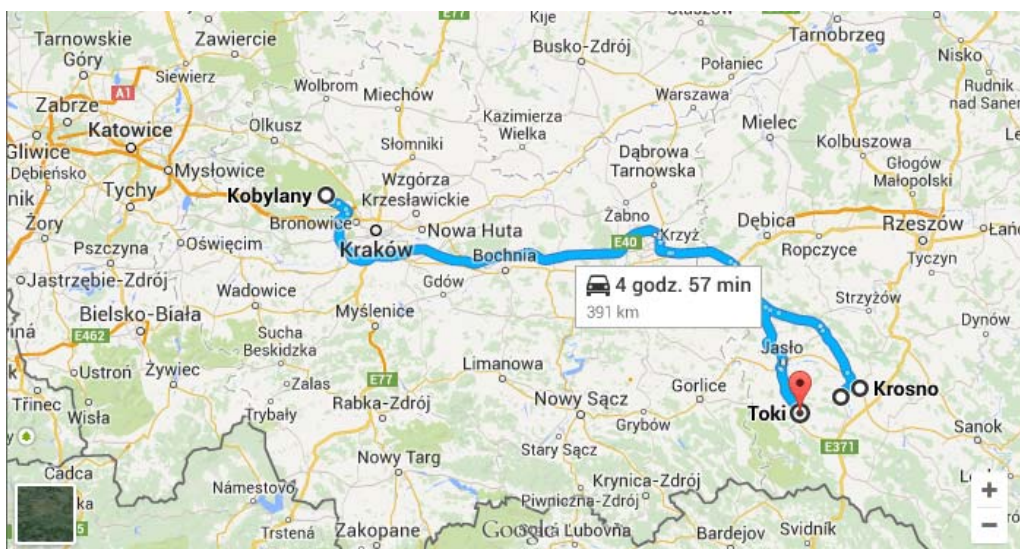 E77
Kije
Staszów
Tarnowskie
Góry
Zawiercie
Busko-Zdrój
Tarnobrzeg
Siewierz
Połaniec
Nisko
A1
Wolbrom
Miechów
Warszawa
Rudnik
nad Sanem
Zabrze
Olkusz
Kazimierza
Wielka
Mielec
Katowice
Słomniki
Kolbuszowa
Gliwice
Mysłowice
Dąbrowa
Tarnowska
Głogów
Małopolski
Dębieńsko
Tychy
Kobylany
Wzgórza
Krzesławickie
Żory
Bronowice
Żabno
Dębica
Rzeszów
Pszczyna
Oświęcim
Kraków
Nowa Huta
E40
Krzyż
Ropczyce
Łańc
Jastrzębie-Zdrój
Bochnia
Tyczyn
Wadowice
Gdów
4 godz. 57 min
391 km
Strzyżów
Bielsko-Biała
Myślenice
Dynów
E462
Sucha
Beskidzka
Jasło
Ustroń
Żywiec
Limanowa
Gorlice
Krosno
Trinec
Zalas
E77
Nowy Sącz
Toki
Wisła
Rabka-Zdrój
Grybów
Trybały
E371
Sanok
Stary Sącz
Cadca
Nowy Targ
Krynica-Zdrój
Námestovo
Piwniczna-Zdrój
Trstená
Zakopane
Google
Stará Ľubovňa
Bardejov
Svidník
+
−